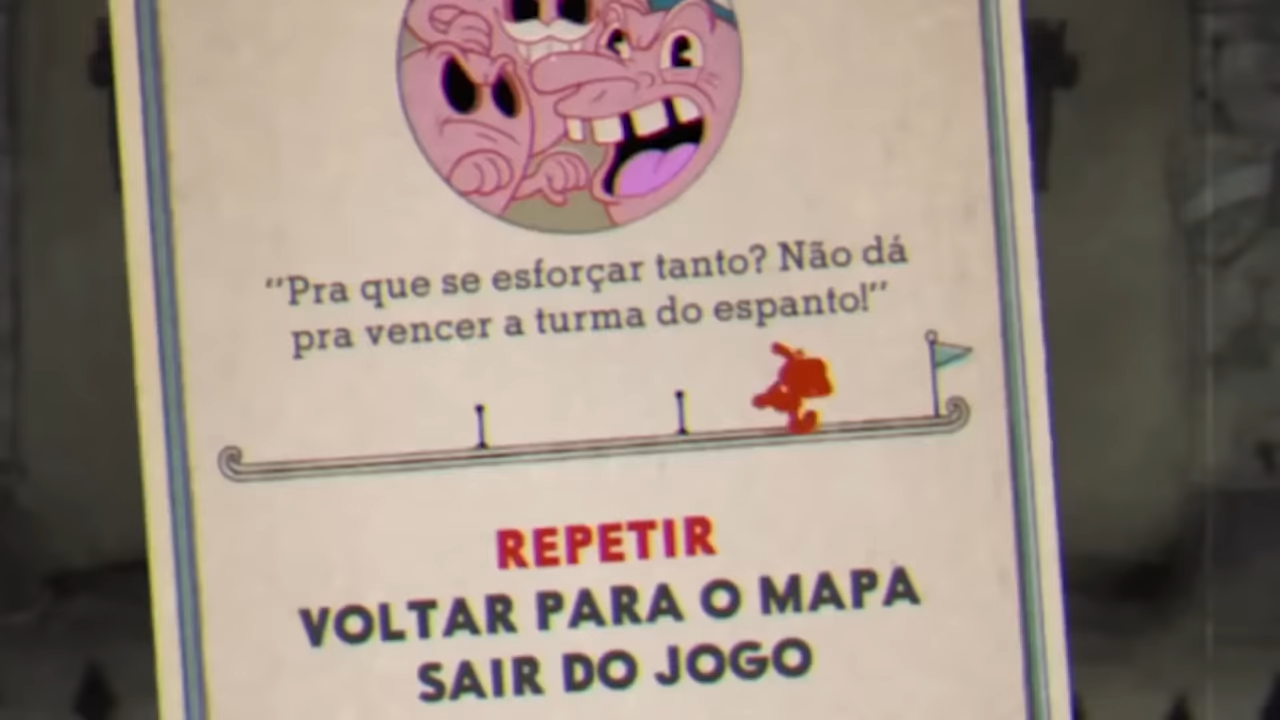 “Pra que se esforçar tanto? Não dá
pra vencer a turma do espanto!”
REPETIR
VOLTAR PARA O MAPA
SAIR DO JOGO